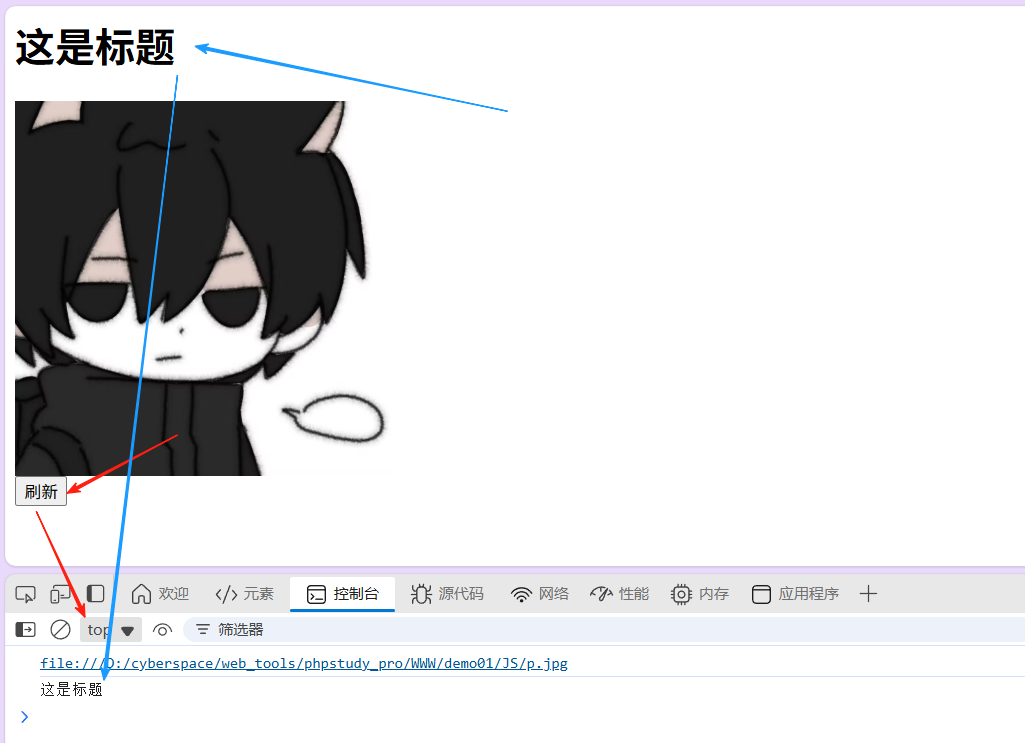 这是标题
刷新
欢迎 元素 控制台 源代码 网络 性能 内存 应用程序
top 筛选器
file:///D:/cyberspace/web_tools/phpstudy_pro/WWW/demo01/JS/p.jpg
这是标题